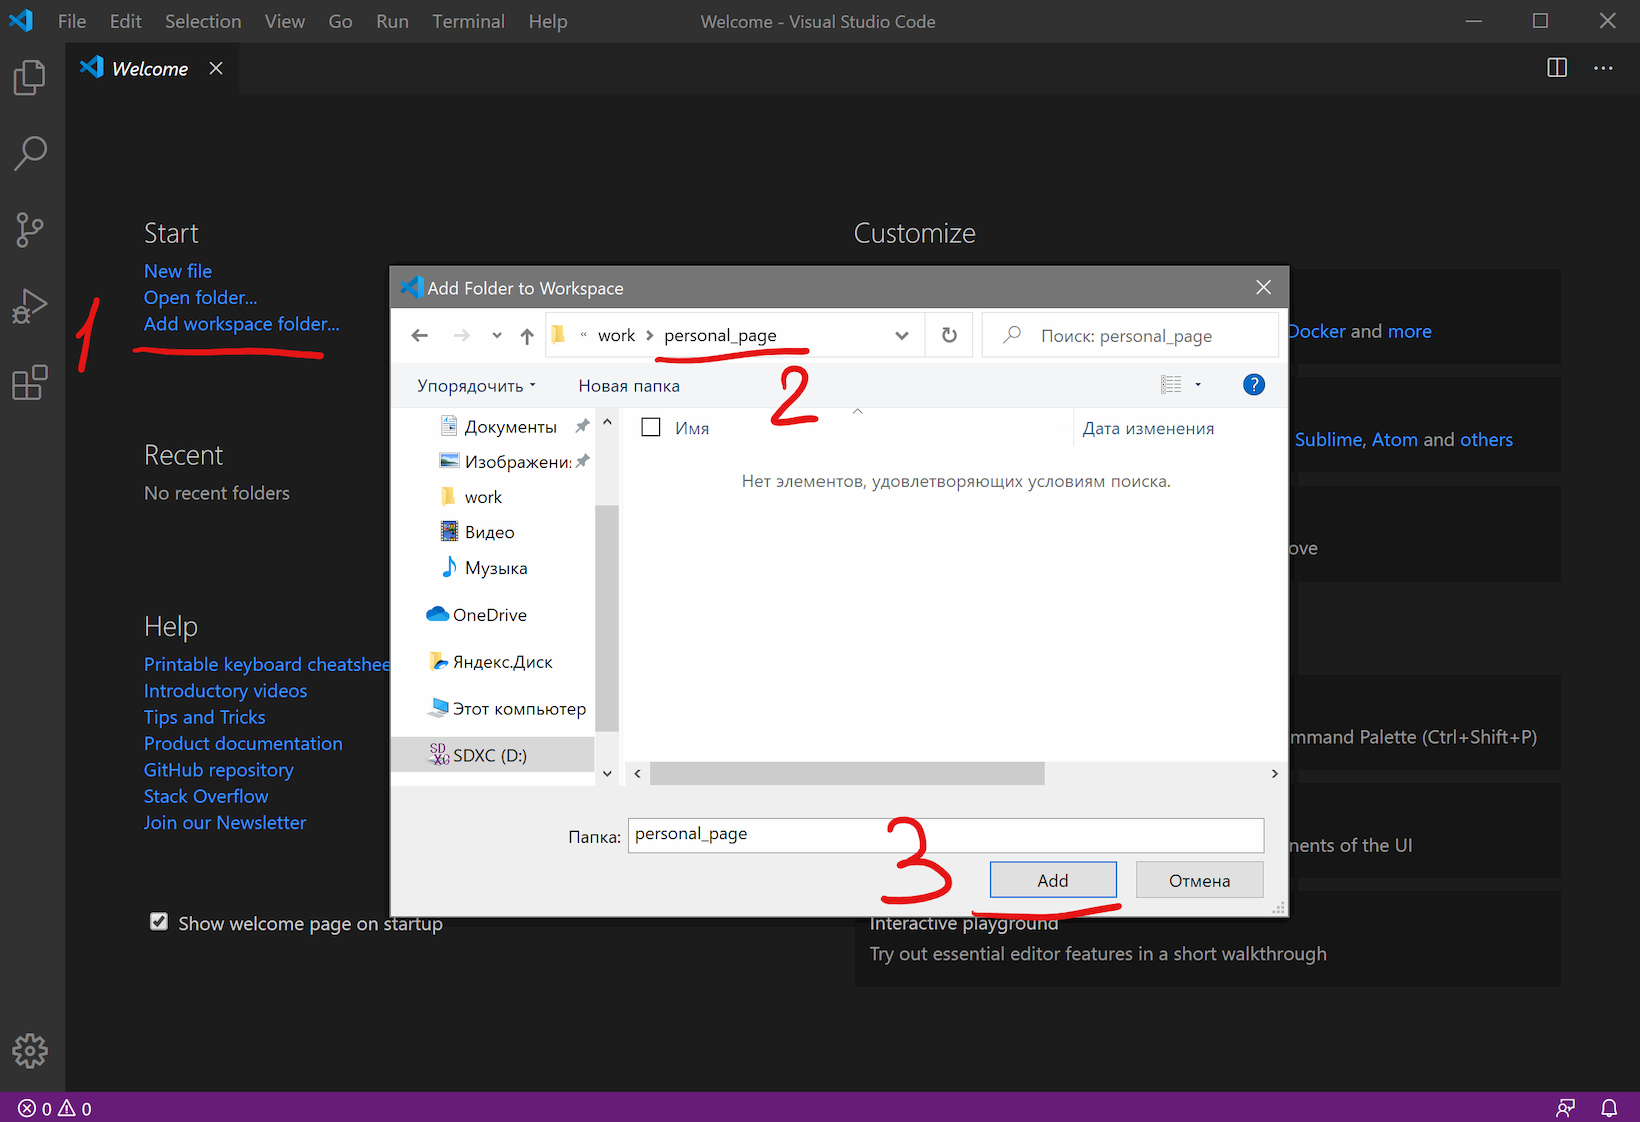 File Edit Selection View Go Run Terminal Help
Welcome - Visual Studio Code
Welcome
Start
New file
Open folder...
Add workspace folder...
1
Recent
No recent folders
Help
Printable keyboard cheatshee
Introductory videos
Tips and Tricks
Product documentation
GitHub repository
Stack Overflow
Join our Newsletter
Show welcome page on startup
Customize
Docker and more
Sublime, Atom and others
ove
mmand Palette (Ctrl+Shift+P)
nents of the UI
Interactive playground
Try out essential editor features in a short walkthrough
Add Folder to Workspace
« work > personal_page
Поиск: personal_page
2
Упорядочить
Новая папка
?
Документы
Изображени
work
Видео
Музыка
OneDrive
Яндекс.Диск
Этот компьютер
SD
XC
SDXC (D:)
Имя
Дата изменения
Нет элементов, удовлетворяющих условиям поиска.
Папка: personal_page
3
Add
Отмена
0 0